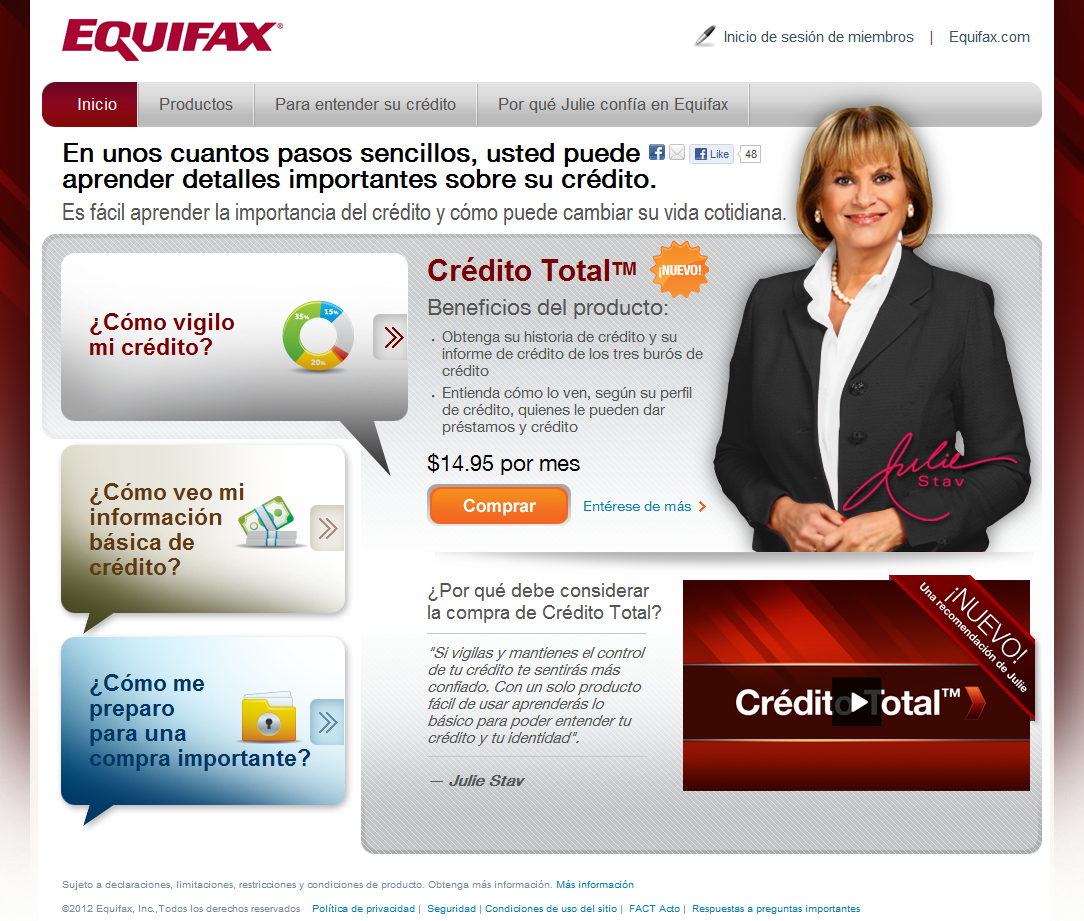 EQUIFAX®
Inicio de sesión de miembros | Equifax.com
Inicio
Productos
Para entender su crédito
Por qué Julie confía en Equifax
En unos cuantos pasos sencillos, usted puede
Like 48
aprender detalles importantes sobre su crédito.
Es fácil aprender la importancia del crédito y cómo puede cambiar su vida cotidiana.
¿Cómo vigilo
mi crédito?
35%
15%
20%
Crédito Total™
¡NUEVO!
Beneficios del producto:
· Obtenga su historia de crédito y su
informe de crédito de los tres burós de
crédito
· Entienda cómo lo ven, según su perfil
de crédito, quienes le pueden dar
préstamos y crédito
$14.95 por mes
Comprar
Entérese de más
Julie
Stav
¿Cómo veo mi
información
básica de
crédito?
¿Cómo me
preparo
para una
compra importante?
¿Por qué debe considerar
la compra de Crédito Total?
"Si vigilas y mantienes el control
de tu crédito te sentirás más
confiado. Con un solo producto
fácil de usar aprenderás lo
básico para poder entender tu
crédito y tu identidad".
— Julie Stav
¡NUEVO!
Una recomendación de Julie
Crédito Total™
Sujeto a declaraciones, limitaciones, restricciones y condiciones de producto. Obtenga más información. Más información
©2012 Equifax, Inc.,Todos los derechos reservados Política de privacidad | Seguridad | Condiciones de uso del sitio | FACT Acto | Respuestas a preguntas importantes